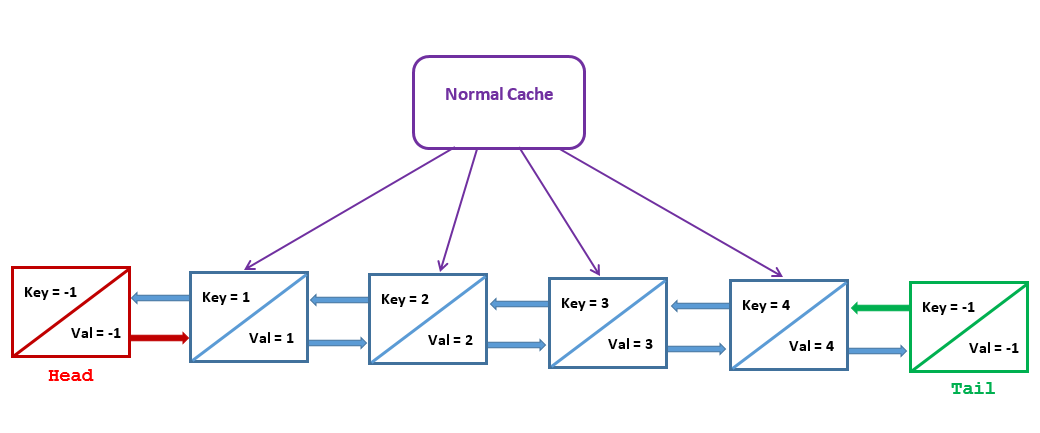 Normal Cache
Key = -1
Val = -1
Head
Key = 1
Val = 1
Key = 2
Val = 2
Key = 3
Val = 3
Key = 4
Val = 4
Key = -1
Val = -1
Tail